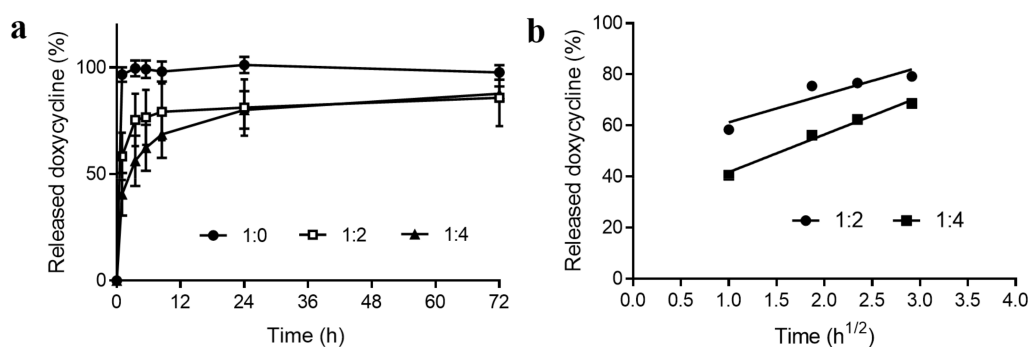 a
Released doxycycline (%)
100
50
0
1:0 1:2 1:4
0 12 24 36 48 60 72
Time (h)
b
Released doxycycline (%)
100
80
60
40
20
0
1:2 1:4
0.0 0.5 1.0 1.5 2.0 2.5 3.0 3.5 4.0
Time (h^1/2)